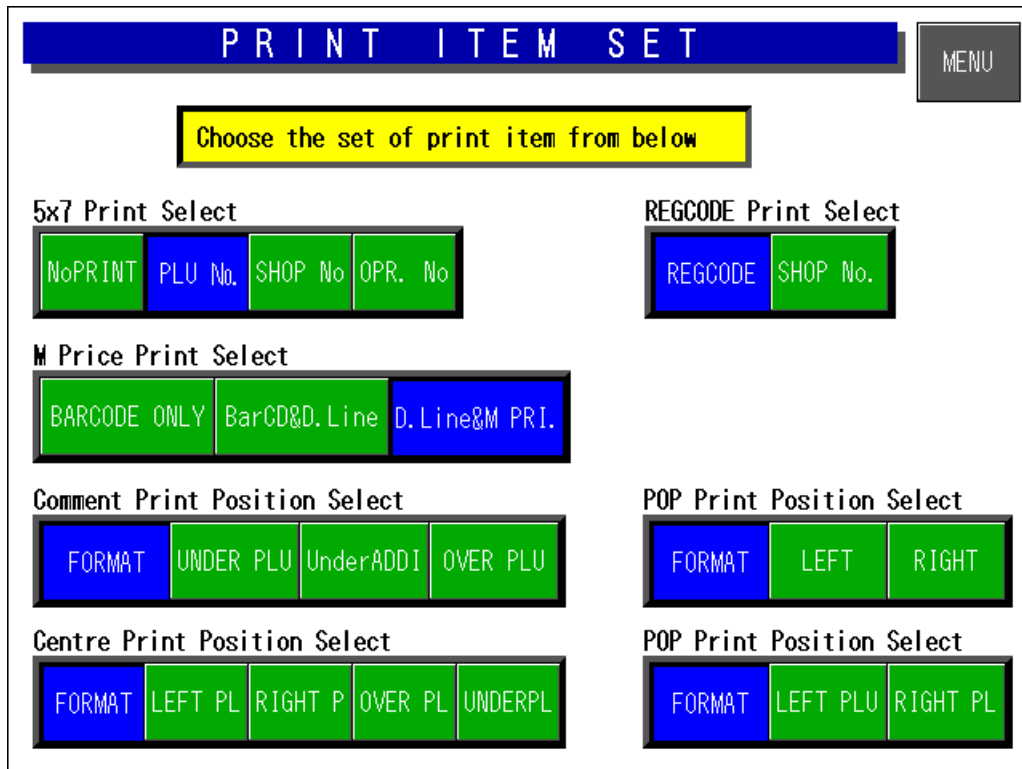 PRINT ITEM SET
MENU
Choose the set of print item from below
5x7 Print Select
NoPRINT PLU No. SHOP No OPR. No
REGCODE Print Select
REGCODE SHOP No.
M Price Print Select
BARCODE ONLY BarCD&D.Line D.Line&M PRI.
Comment Print Position Select
FORMAT UNDER PLU UnderADDI OVER PLU
POP Print Position Select
FORMAT LEFT RIGHT
Centre Print Position Select
FORMAT LEFT PL RIGHT P OVER PL UNDERPL
POP Print Position Select
FORMAT LEFT PLU RIGHT PL